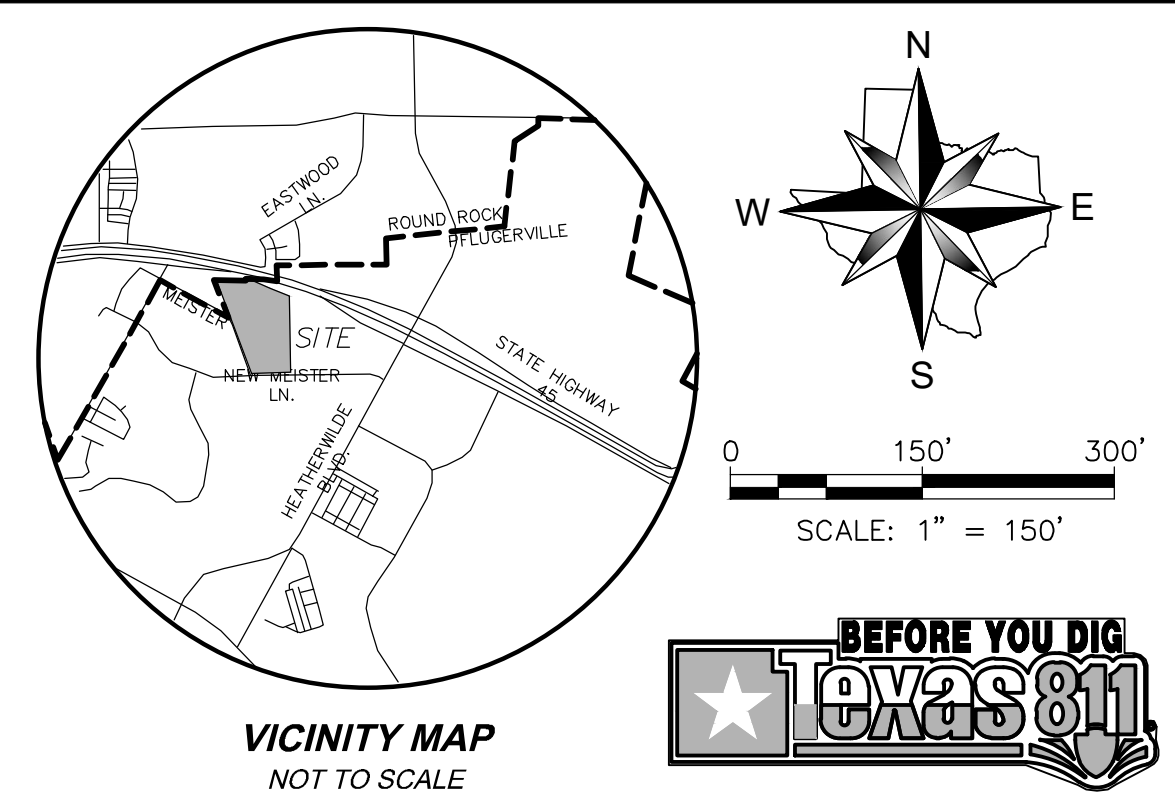 N
W
E
S
EASTWOOD
LN.
ROUND ROCK
PFLUGERVILLE
MEISTER
SITE
NEW MEISTER
LN.
STATE HIGHWAY
45
HEATHERWILDE
BLVD.
VICINITY MAP
NOT TO SCALE
0 150' 300'
SCALE: 1" = 150'
BEFORE YOU DIG
Texas 811